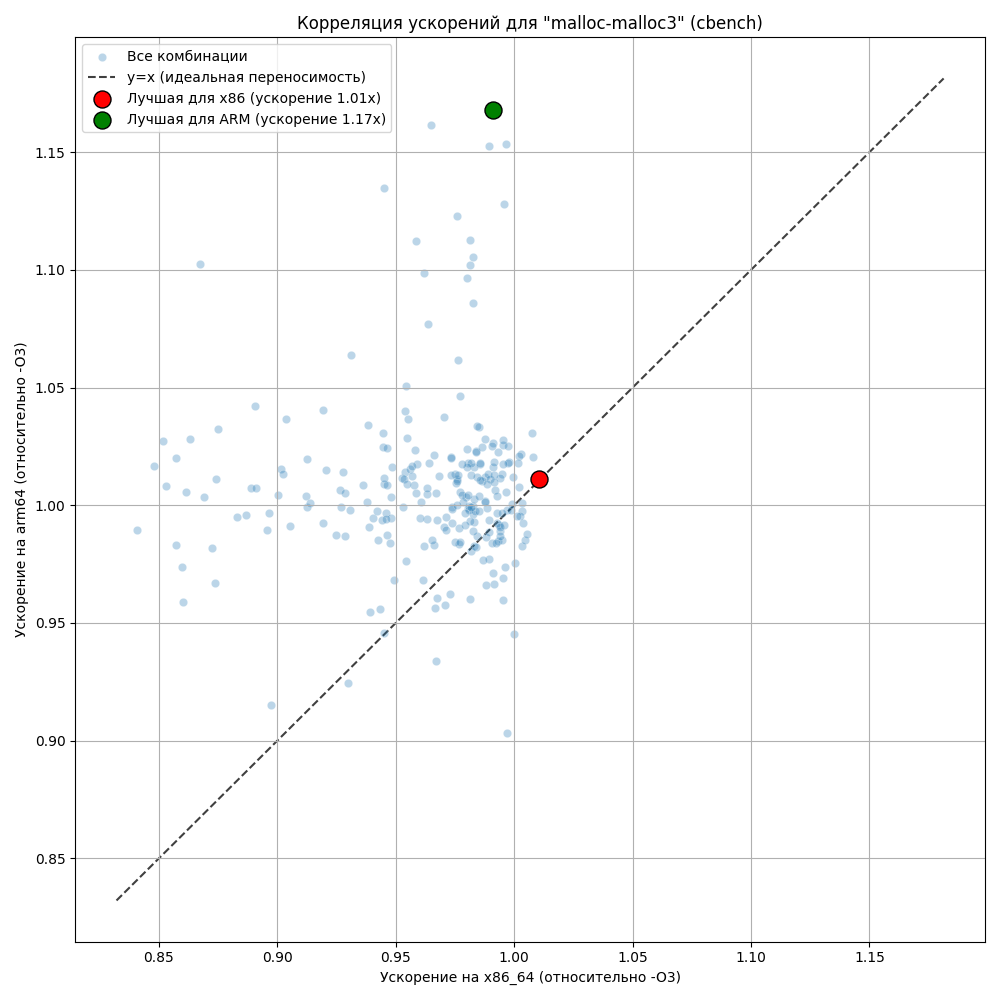 Корреляция ускорений для "malloc-malloc3" (cbench)
Все комбинации
y=x (идеальная переносимость)
Лучшая для x86 (ускорение 1.01x)
Лучшая для ARM (ускорение 1.17x)
Ускорение на arm64 (относительно -O3)
1.15
1.10
1.05
1.00
0.95
0.90
0.85
0.85 0.90 0.95 1.00 1.05 1.10 1.15
Ускорение на x86_64 (относительно -O3)